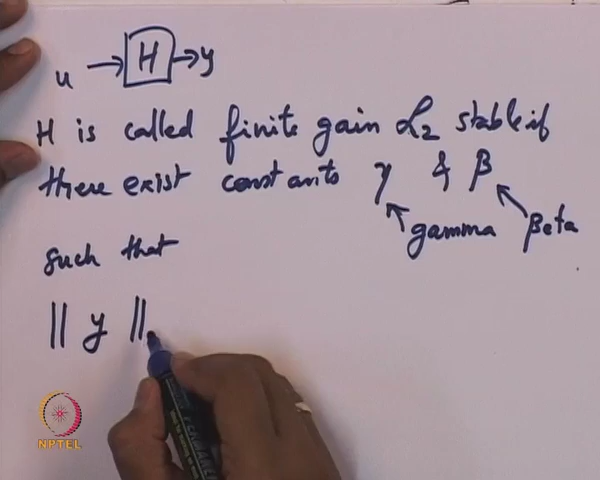 u → H → y
H is called finite gain L₂ stable if
there exist constants γ & β
gamma beta
such that
|| y ||
NPTEL